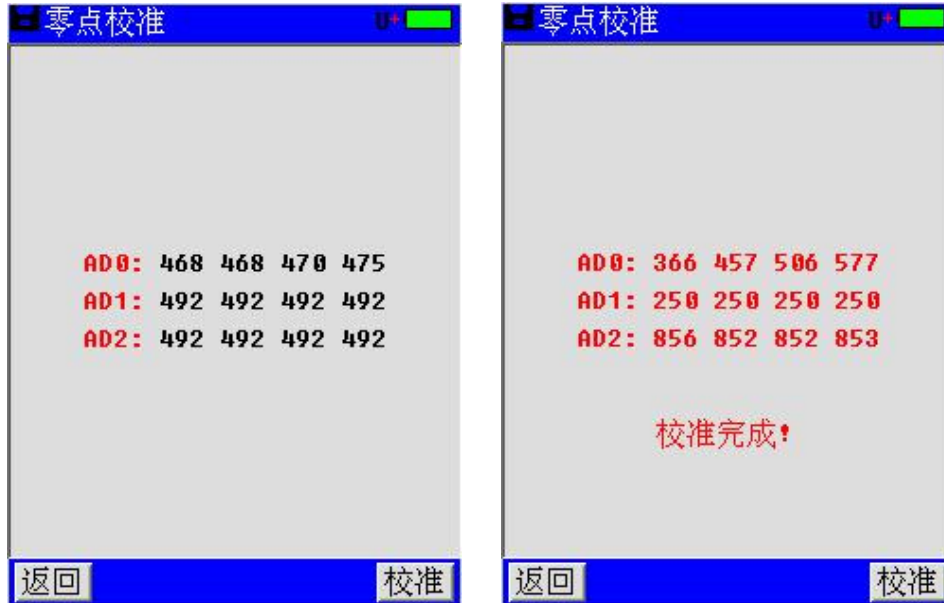 零点校准 U+
AD0: 468 468 470 475
AD1: 492 492 492 492
AD2: 492 492 492 492
返回 校准
零点校准 U+
AD0: 366 457 506 577
AD1: 250 250 250 250
AD2: 856 852 852 853
校准完成!
返回 校准